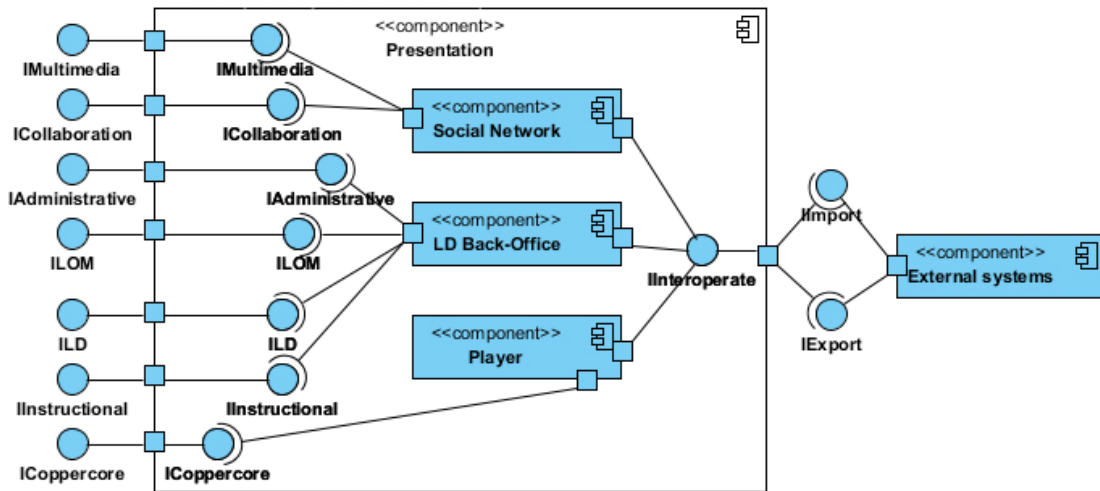 <<component>>
Presentation
IMultimedia
IMultimedia
<<component>>
Social Network
ICollaboration
ICollaboration
IAdministrative
IAdministrative
<<component>>
LD Back-Office
ILOM
ILOM
IInteroperate
IImport
<<component>>
External systems
ILD
ILD
<<component>>
Player
IExport
IInstructional
IInstructional
ICoppercore
ICoppercore